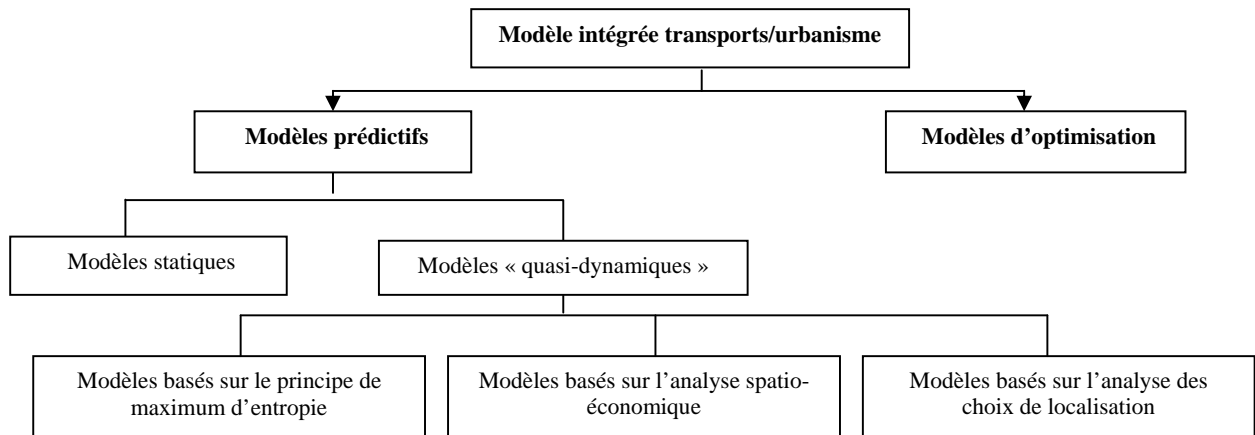 Modèle intégrée transports/urbanisme
Modèles prédictifs
Modèles d'optimisation
Modèles statiques
Modèles « quasi-dynamiques »
Modèles basés sur le principe de
maximum d'entropie
Modèles basés sur l'analyse spatio-
économique
Modèles basés sur l'analyse des
choix de localisation